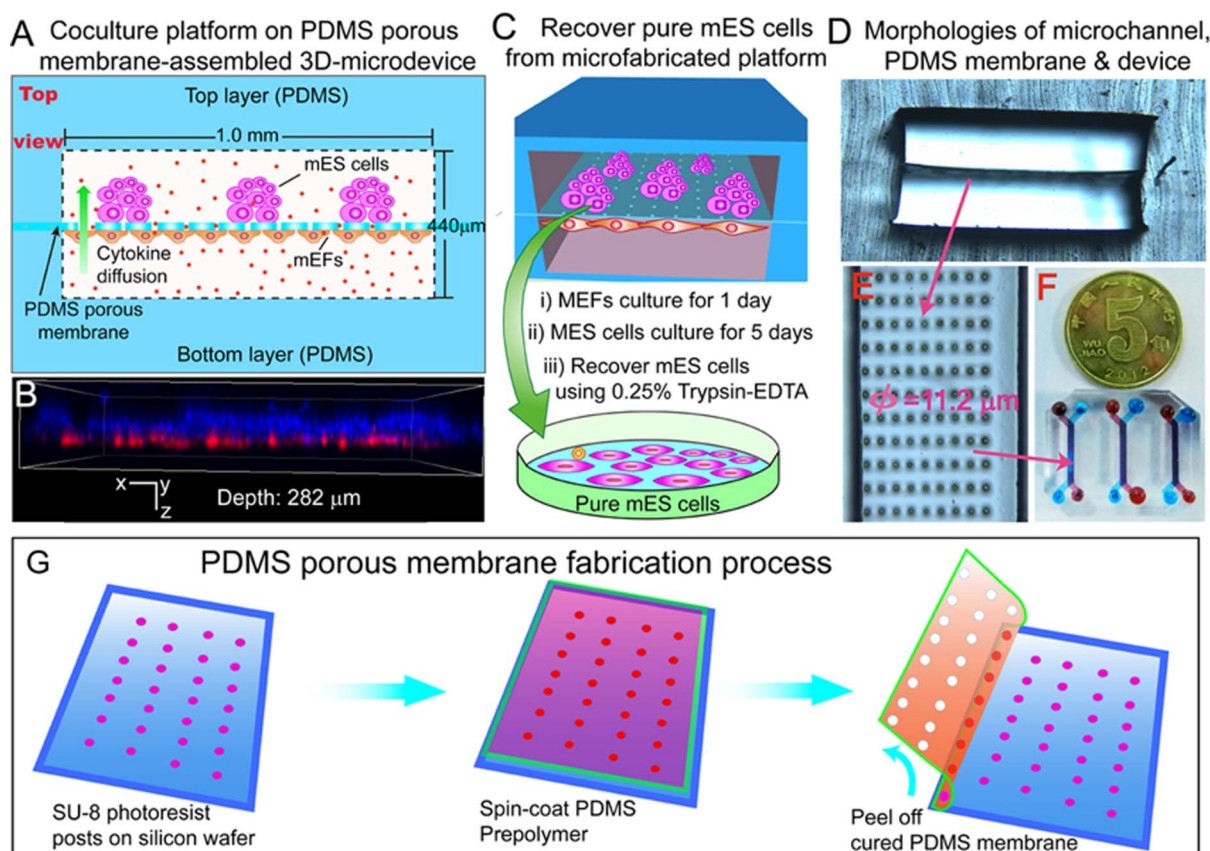 A Coculture platform on PDMS porous
membrane-assembled 3D-microdevice
Top
view
Top layer (PDMS)
1.0 mm
mES cells
440μm
Cytokine
diffusion
mEFs
PDMS porous
membrane
Bottom layer (PDMS)
B
x y
z
Depth: 282 μm
C Recover pure mES cells
from microfabricated platform
i) MEFs culture for 1 day
ii) MES cells culture for 5 days
iii) Recover mES cells
using 0.25% Trypsin-EDTA
Pure mES cells
D Morphologies of microchannel,
PDMS membrane & device
E
ϕ=11.2 μm
F
5
WU
JIAO
2012
G PDMS porous membrane fabrication process
SU-8 photoresist
posts on silicon wafer
Spin-coat PDMS
Prepolymer
Peel off
cured PDMS membrane